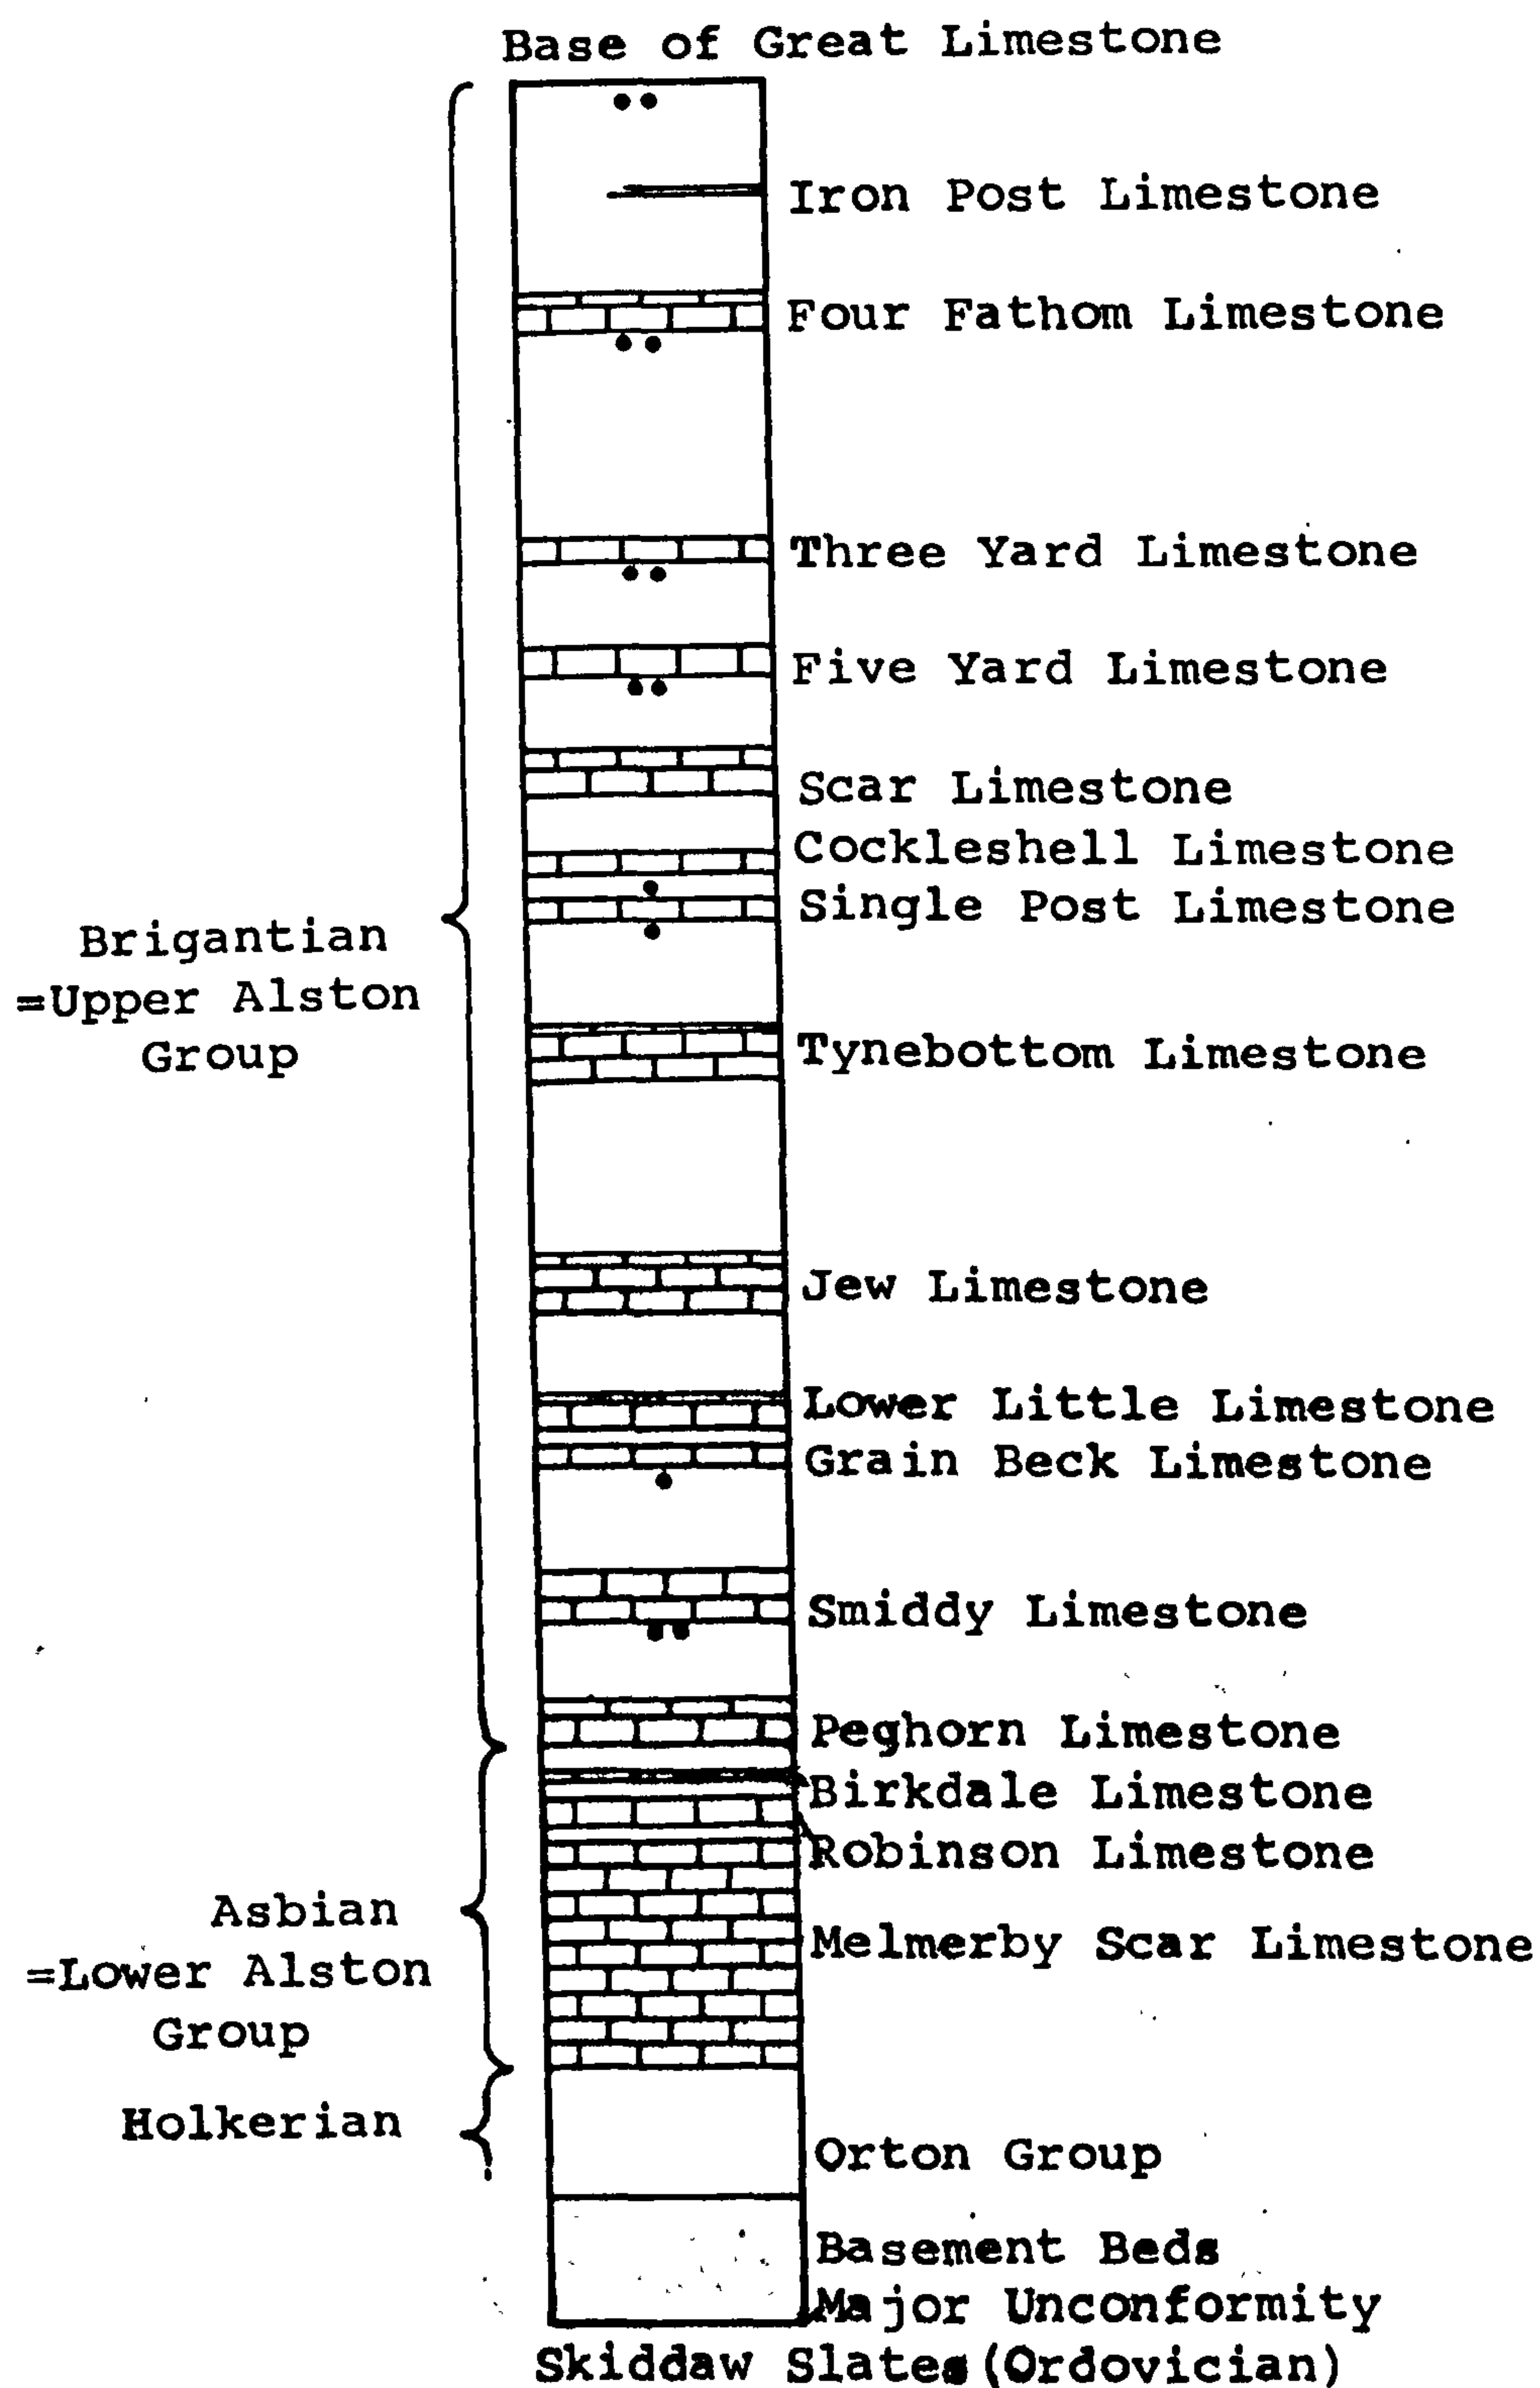 Base of Great Limestone
Iron Post Limestone
Four Fathom Limestone
Three Yard Limestone
Five Yard Limestone
Scar Limestone
Cockleshell Limestone
Single Post Limestone
Brigantian
=Upper Alston
Group
Tynebottom Limestone
Jew Limestone
Lower Little Limestone
Grain Beck Limestone
Smiddy Limestone
Peghorn Limestone
Birkdale Limestone
Robinson Limestone
Asbian
=Lower Alston
Group
Melmerby Scar Limestone
Holkerian
Orton Group
Basement Beds
Major Unconformity
Skiddaw Slates (Ordovician)